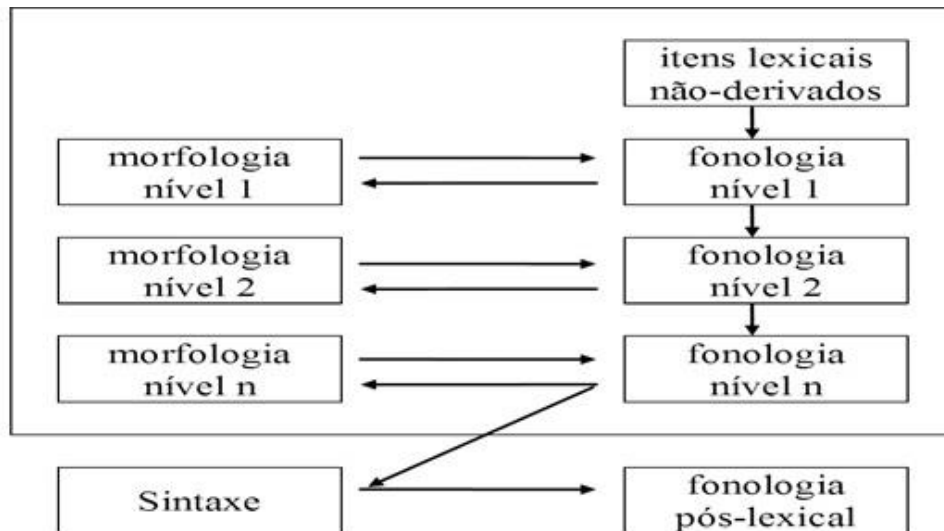 itens lexicais
não-derivados
morfologia
nível 1
fonologia
nível 1
morfologia
nível 2
fonologia
nível 2
morfologia
nível n
fonologia
nível n
Sintaxe
fonologia
pós-lexical